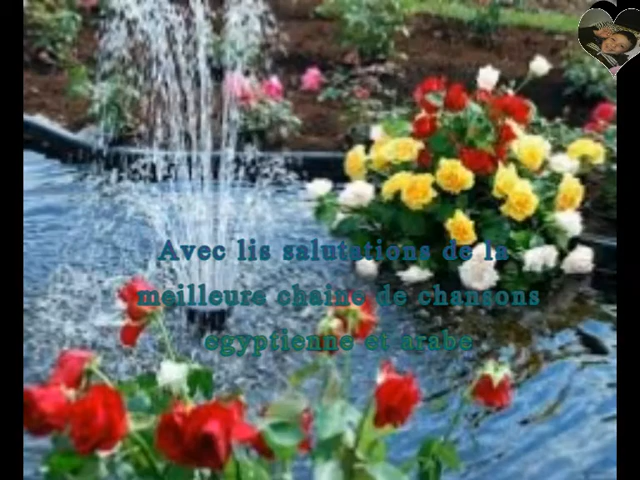 Avec lis salutations de la
meilleure chaine de chansons
egyptienne et arabe